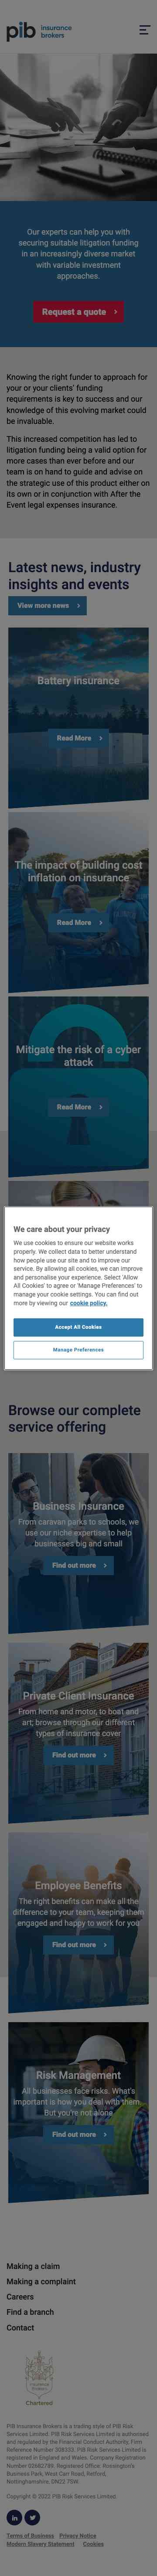 pib insurance
brokers
Our experts can help you with
securing suitable litigation funding
in an increasingly diverse market
with variable investment
approaches.
Request a quote
Knowing the right funder to approach for
your or your clients' funding
requirements is key to success and our
knowledge of this evolving market could
be invaluable.
This increased competition has led to
litigation funding being a valid option for
more cases than ever before and our
experts are on hand to advise and guide on
the strategic use of this product either on
its own or in conjunction with After the
Event legal expenses insurance.
Latest news, industry
insights and events
View more news
Battery Insurance
Read More
The impact of building cost
inflation on insurance
Read More
Mitigate the risk of a cyber
attack
Read More
We care about your privacy
We use cookies to ensure our website works
properly. We collect data to better understand
how people use our site and to improve our
service. By allowing all cookies, we can improve
and personalise your experience. Select 'Allow
All Cookies' to agree or 'Manage Preferences' to
choose which cookies we use. You can find out
more by viewing our cookie policy.
Accept All Cookies
Manage Preferences
Browse our complete
service offering
Business Insurance
From caravan parks to schools, we
use our niche expertise to help
businesses big and small
Find out more
Private Client Insurance
From home and motor, to boat and
art; browse through our different
types of insurance cover
Find out more
Employee Benefits
The right benefits can make all the
difference to your team, keeping them
engaged and happy to work for you
Find out more
Risk Management
All businesses face risks. What's
important is how you deal with them.
But you're not alone
Find out more
Making a claim
Making a complaint
Careers
Find a branch
Contact
Chartered
PIB Insurance Brokers is a trading style of PIB Risk
Services Limited. PIB Risk Services Limited is authorised
and regulated by the Financial Conduct Authority, Firm
Reference Number 308333. PIB Risk Services Limited is
registered in England and Wales. Company Registration
Number 02682789. Registered Office: Rossington's
Business Park, West Carr Road, Retford,
Nottinghamshire, DN22 7SW.
Copyright © 2022 PIB Risk Services Limited.
Terms of Business Privacy Notice
Modern Slavery Statement Cookies